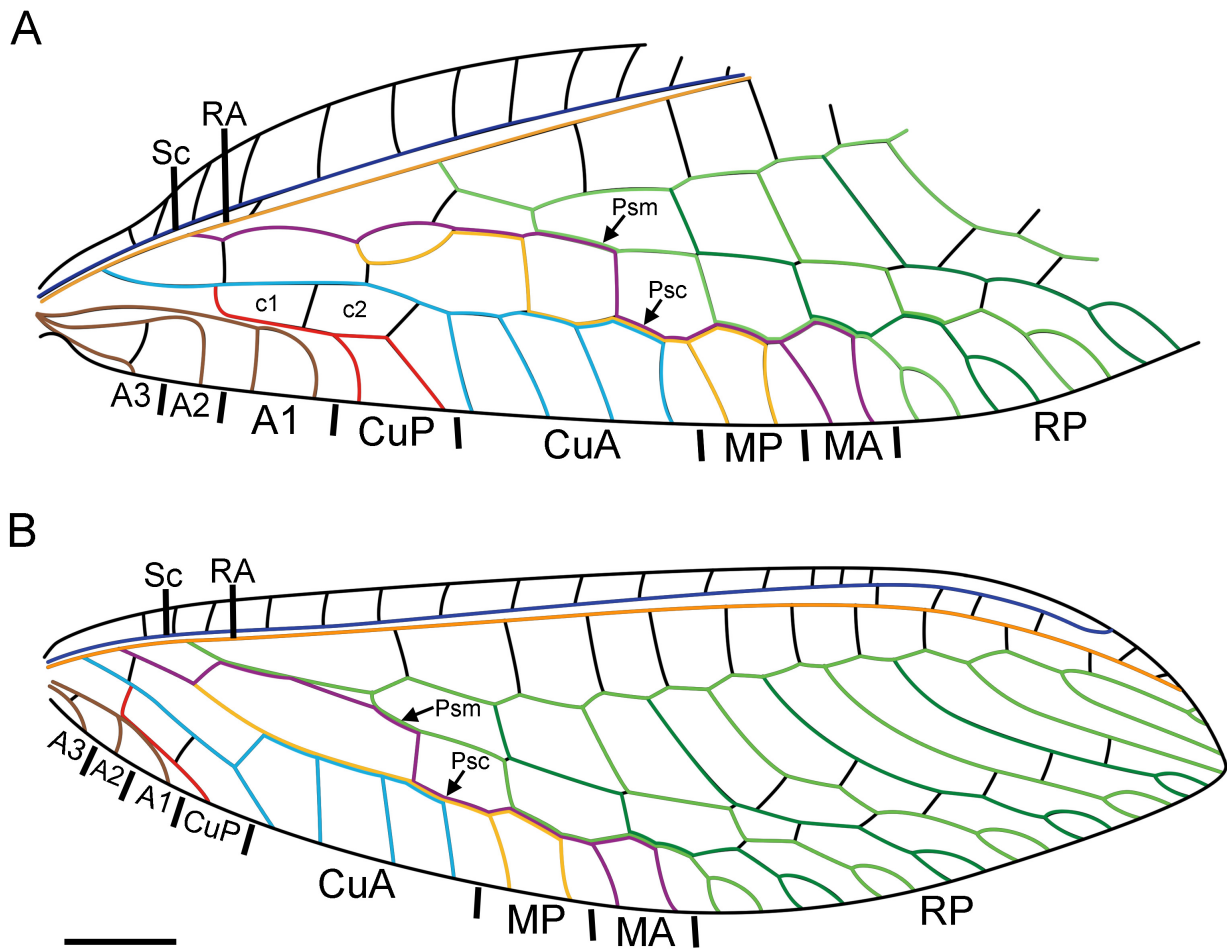 A
RA
Sc
Psm
Psc
c1 c2
A3 A2 A1 CuP CuA MP MA RP
B
Sc RA
Psm
Psc
A3 A2 A1 CuP CuA MP MA RP